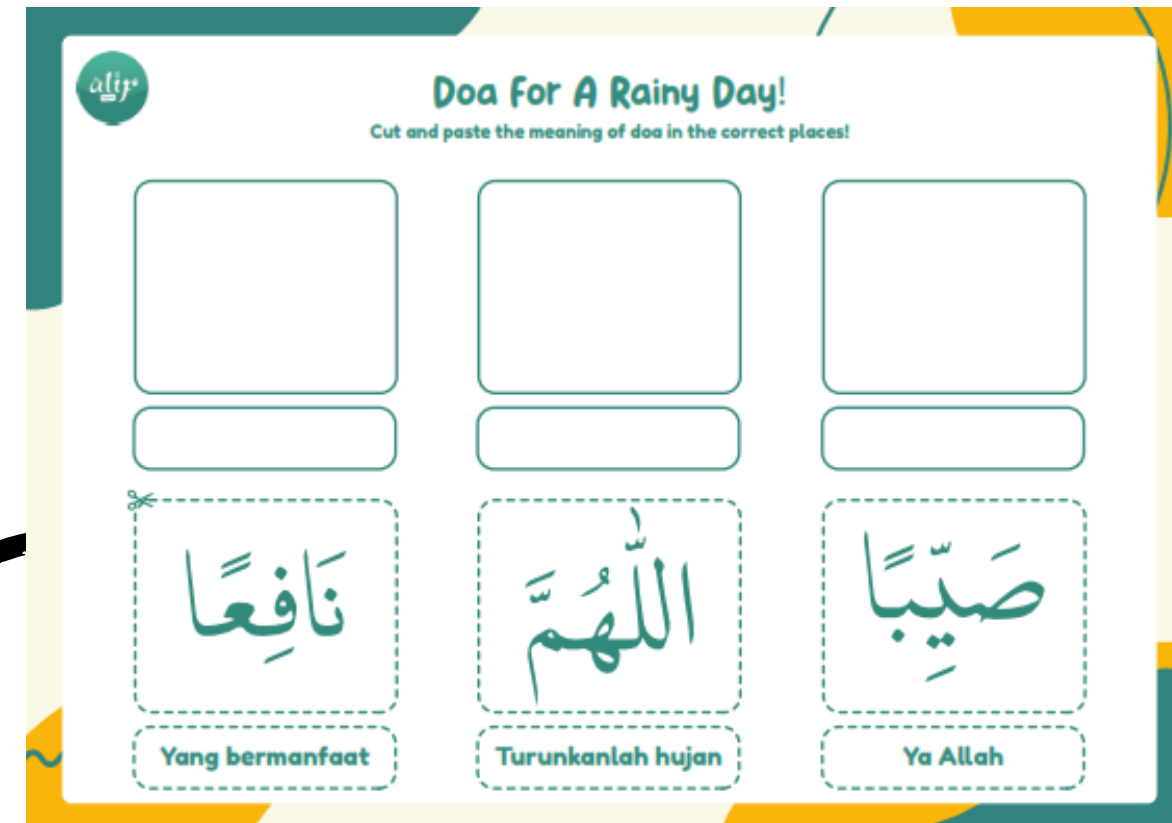 alif
Doa For A Rainy Day!
Cut and paste the meaning of doa in the correct places!
نَافِعًا
اللّٰهُمَّ
صَيِّبًا
Yang bermanfaat
Turunkanlah hujan
Ya Allah